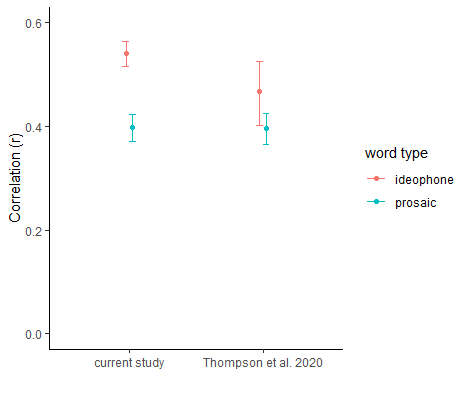 0.6
0.4
0.2
0.0
Correlation (r)
current study
Thompson et al. 2020
word type
ideophone
prosaic